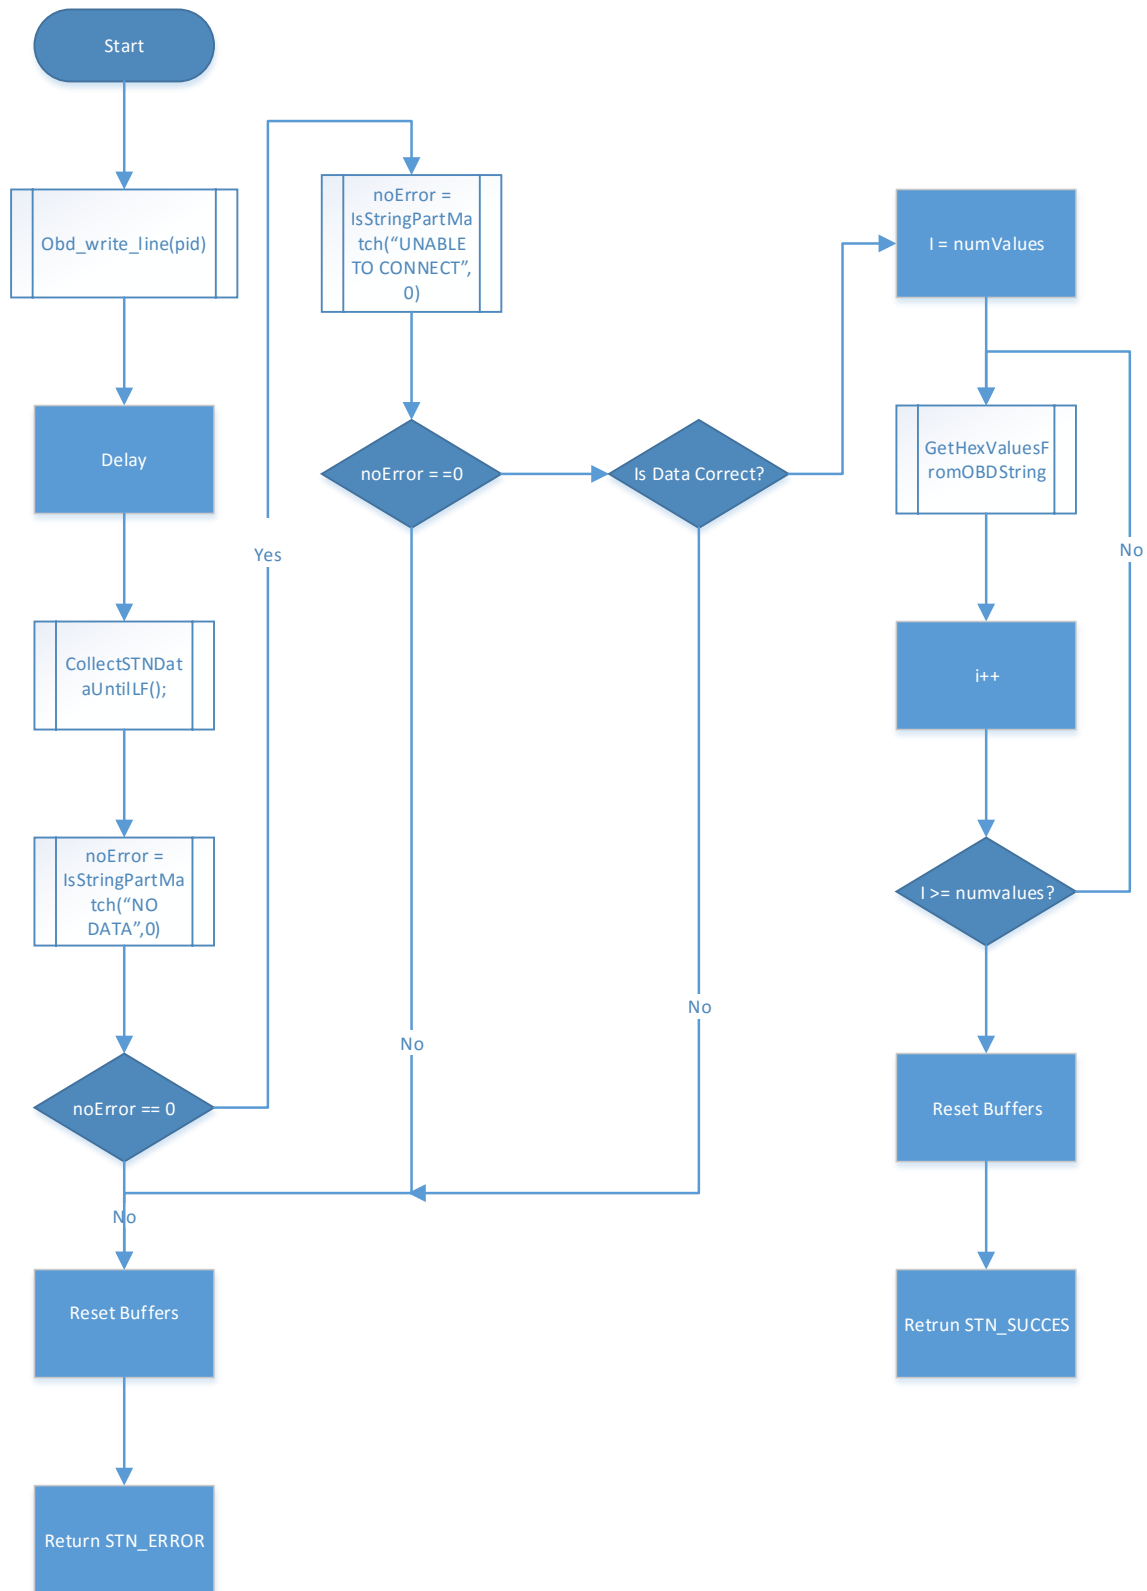 Start
Obd_write_line(pid)
Delay
CollectSTNDat
aUntilLF();
noError =
IsStringPartMa
tch(“NO
DATA”,0)
noError == 0
No
Reset Buffers
Return STN_ERROR
Yes
noError =
IsStringPartMa
tch(“UNABLE
TO CONNECT”,
0)
noError ==0
No
Is Data Correct?
No
I = numValues
GetHexValuesF
romOBDString
i++
I >= numvalues?
No
Reset Buffers
Retrun STN_SUCCES